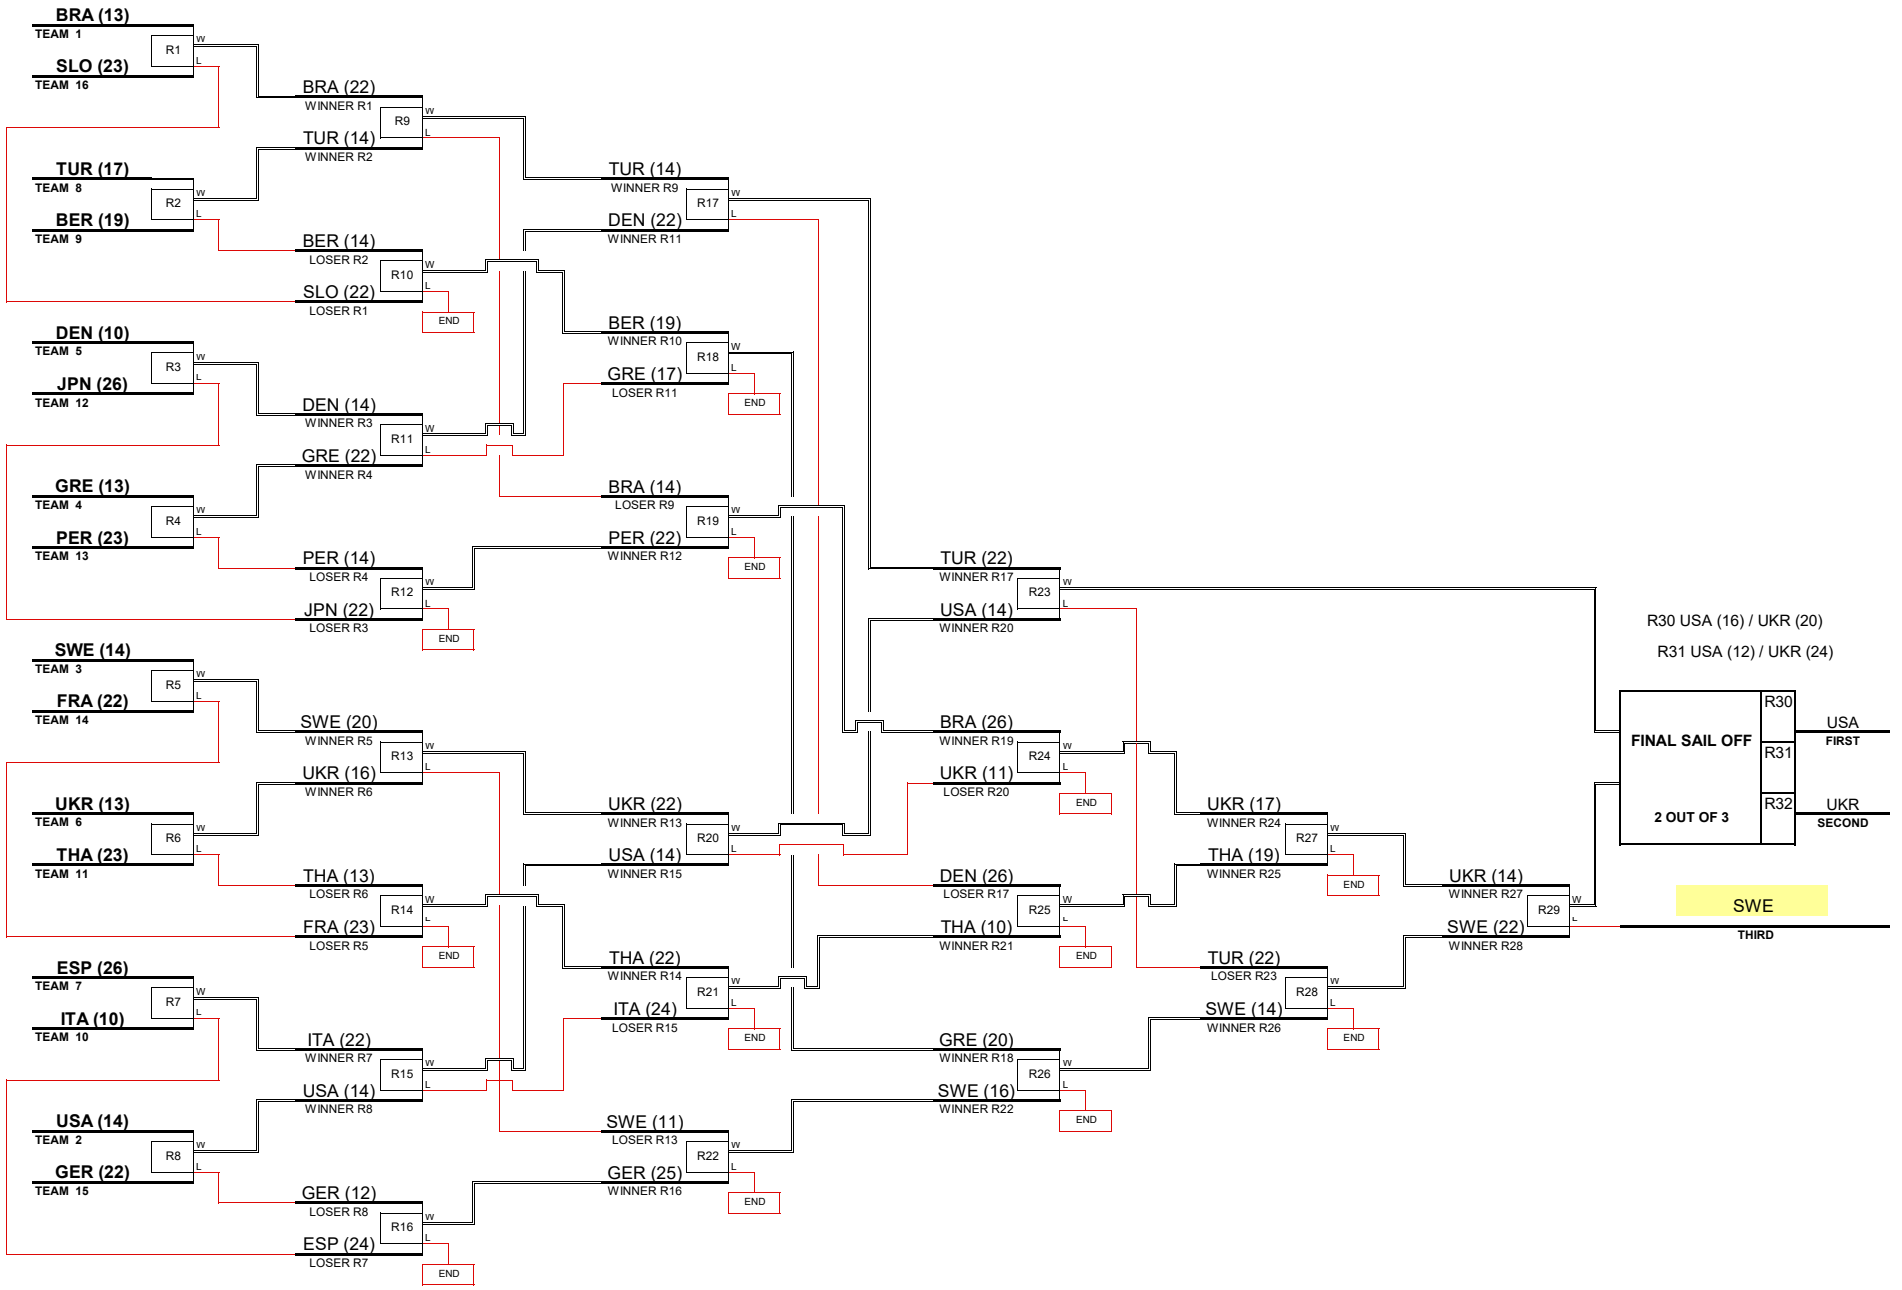 BRA (13)
TEAM 1
R1
W
L
SLO (23)
TEAM 16
TUR (17)
TEAM 8
R2
W
L
BER (19)
TEAM 9
DEN (10)
TEAM 5
R3
W
L
JPN (26)
TEAM 12
GRE (13)
TEAM 4
R4
W
L
PER (23)
TEAM 13
SWE (14)
TEAM 3
R5
W
L
FRA (22)
TEAM 14
UKR (13)
TEAM 6
R6
W
L
THA (23)
TEAM 11
ESP (26)
TEAM 7
R7
W
L
ITA (10)
TEAM 10
USA (14)
TEAM 2
R8
W
L
GER (22)
TEAM 15
BRA (22)
WINNER R1
R9
W
L
TUR (14)
WINNER R2
BER (14)
LOSER R2
R10
W
L
SLO (22)
LOSER R1
END
DEN (14)
WINNER R3
R11
W
L
GRE (22)
WINNER R4
PER (14)
LOSER R4
R12
W
L
JPN (22)
LOSER R3
END
SWE (20)
WINNER R5
R13
W
L
UKR (16)
WINNER R6
THA (13)
LOSER R6
R14
W
L
FRA (23)
LOSER R5
END
ITA (22)
WINNER R7
R15
W
L
USA (14)
WINNER R8
GER (12)
LOSER R8
R16
W
L
ESP (24)
LOSER R7
END
TUR (14)
WINNER R9
R17
W
L
DEN (22)
WINNER R11
BER (19)
WINNER R10
R18
W
L
GRE (17)
LOSER R11
END
BRA (14)
LOSER R9
R19
W
L
PER (22)
WINNER R12
END
UKR (22)
WINNER R13
R20
W
L
USA (14)
WINNER R15
THA (22)
WINNER R14
R21
W
L
ITA (24)
LOSER R15
END
SWE (11)
LOSER R13
R22
W
L
GER (25)
WINNER R16
END
TUR (22)
WINNER R17
R23
W
L
USA (14)
WINNER R20
BRA (26)
WINNER R19
R24
W
L
UKR (11)
LOSER R20
END
DEN (26)
LOSER R17
R25
W
L
THA (10)
WINNER R21
END
GRE (20)
WINNER R18
R26
W
L
SWE (16)
WINNER R22
END
UKR (17)
WINNER R24
R27
W
L
THA (19)
WINNER R25
END
TUR (22)
LOSER R23
R28
W
L
SWE (14)
WINNER R26
END
UKR (14)
WINNER R27
R29
W
L
SWE (22)
WINNER R28
R30 USA (16) / UKR (20)
R31 USA (12) / UKR (24)
FINAL SAIL OFF
2 OUT OF 3
R30
R31
R32
USA
FIRST
UKR
SECOND
SWE
THIRD